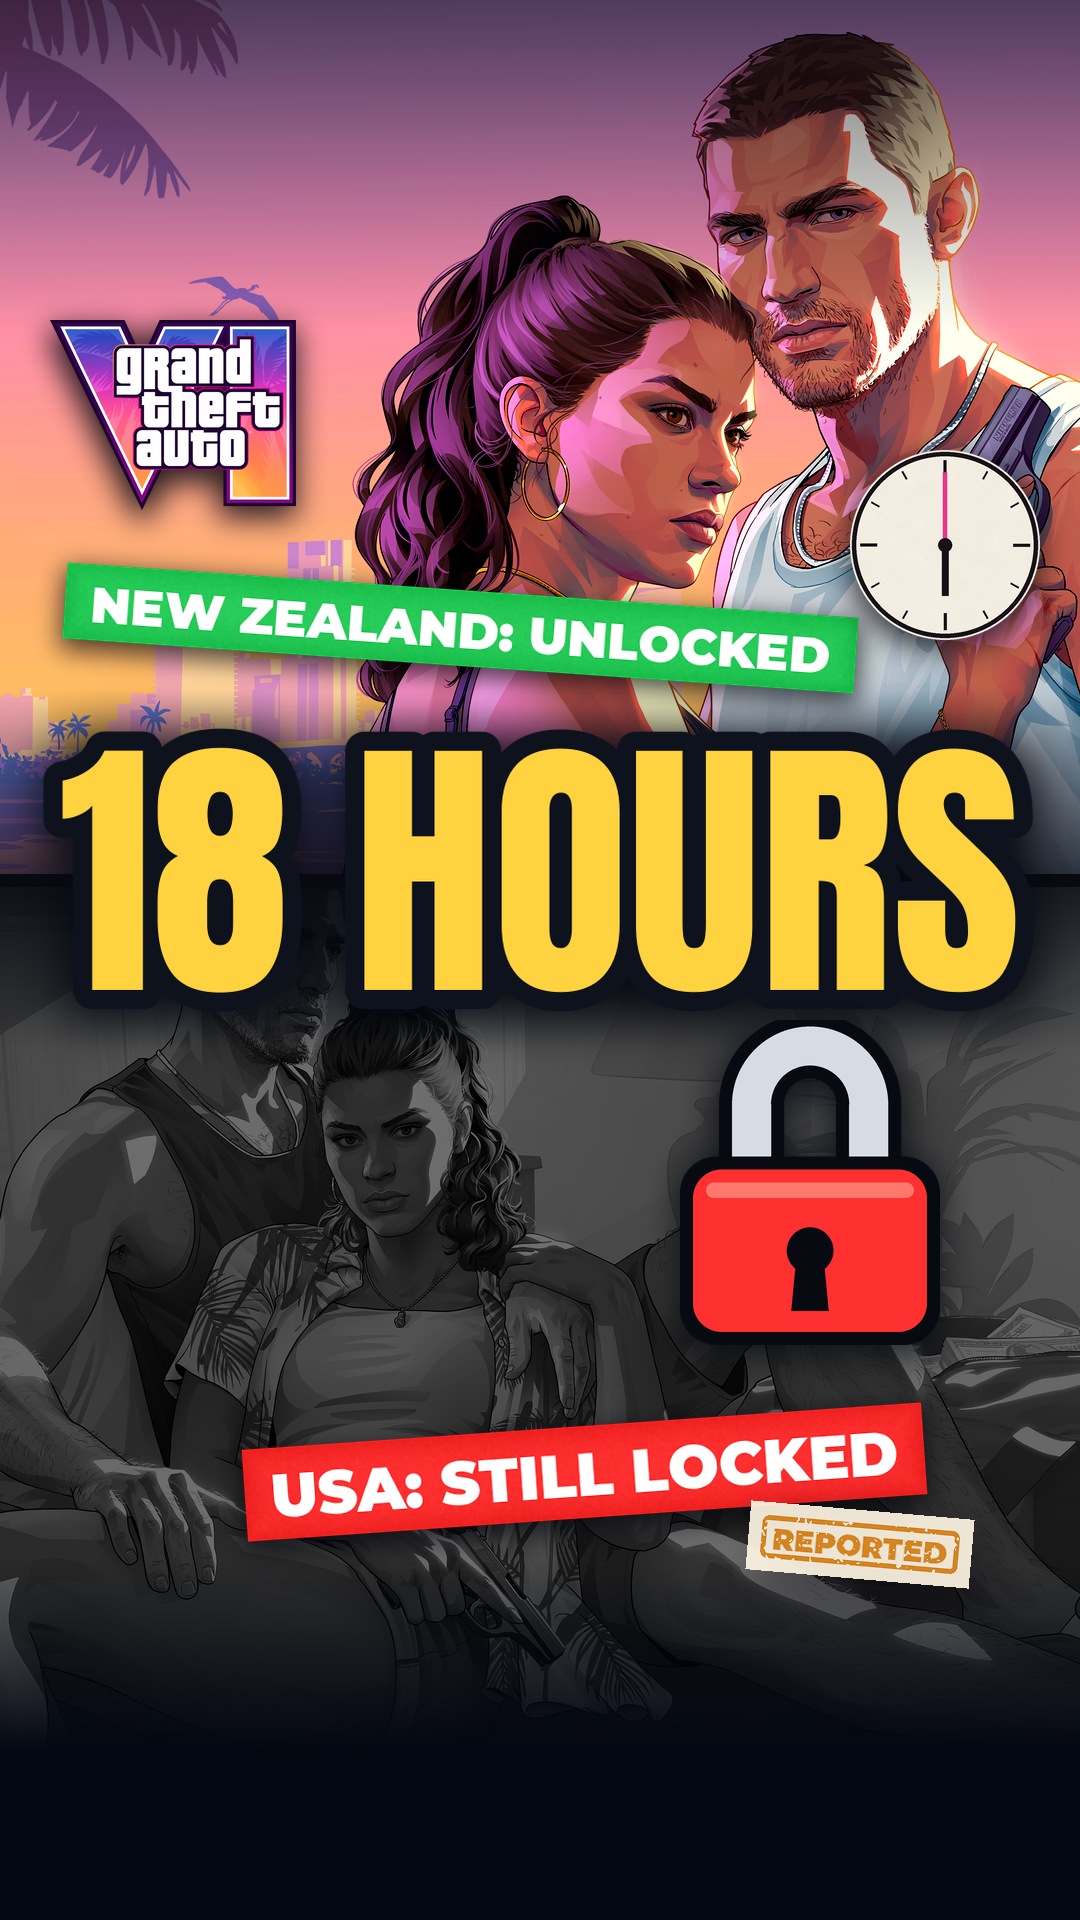 grand
theft
auto
VI
NEW ZEALAND: UNLOCKED
18 HOURS
USA: STILL LOCKED
REPORTED